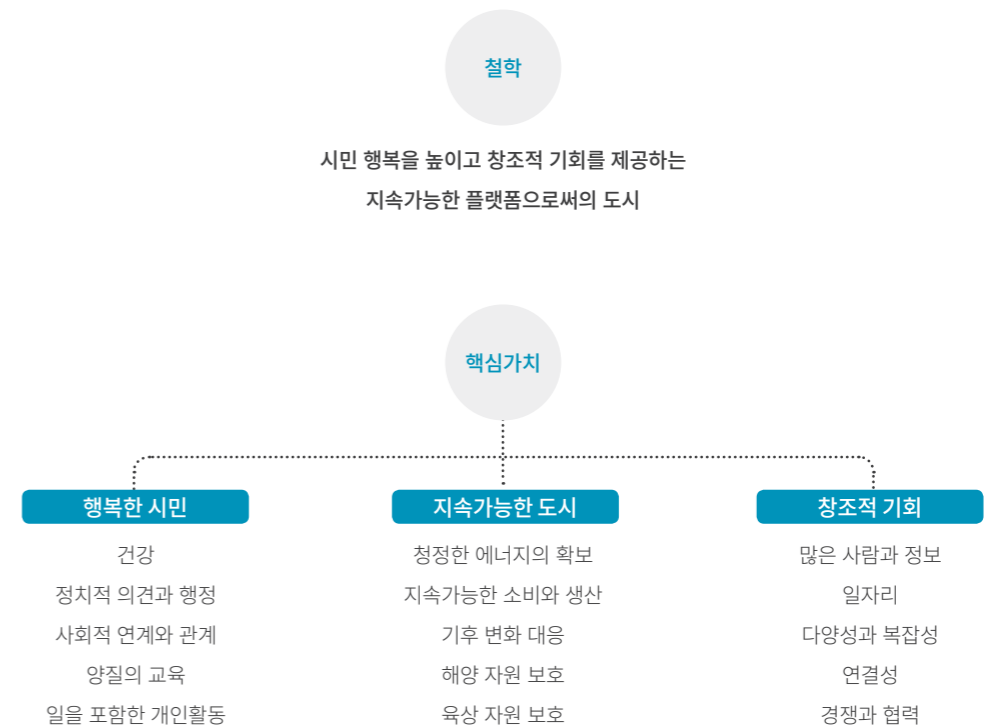 철학
시민 행복을 높이고 창조적 기회를 제공하는
지속가능한 플랫폼으로써의 도시
핵심가치
행복한 시민
건강
정치적 의견과 행정
사회적 연계와 관계
양질의 교육
일을 포함한 개인활동
지속가능한 도시
청정한 에너지의 확보
지속가능한 소비와 생산
기후 변화 대응
해양 자원 보호
육상 자원 보호
창조적 기회
많은 사람과 정보
일자리
다양성과 복잡성
연결성
경쟁과 협력